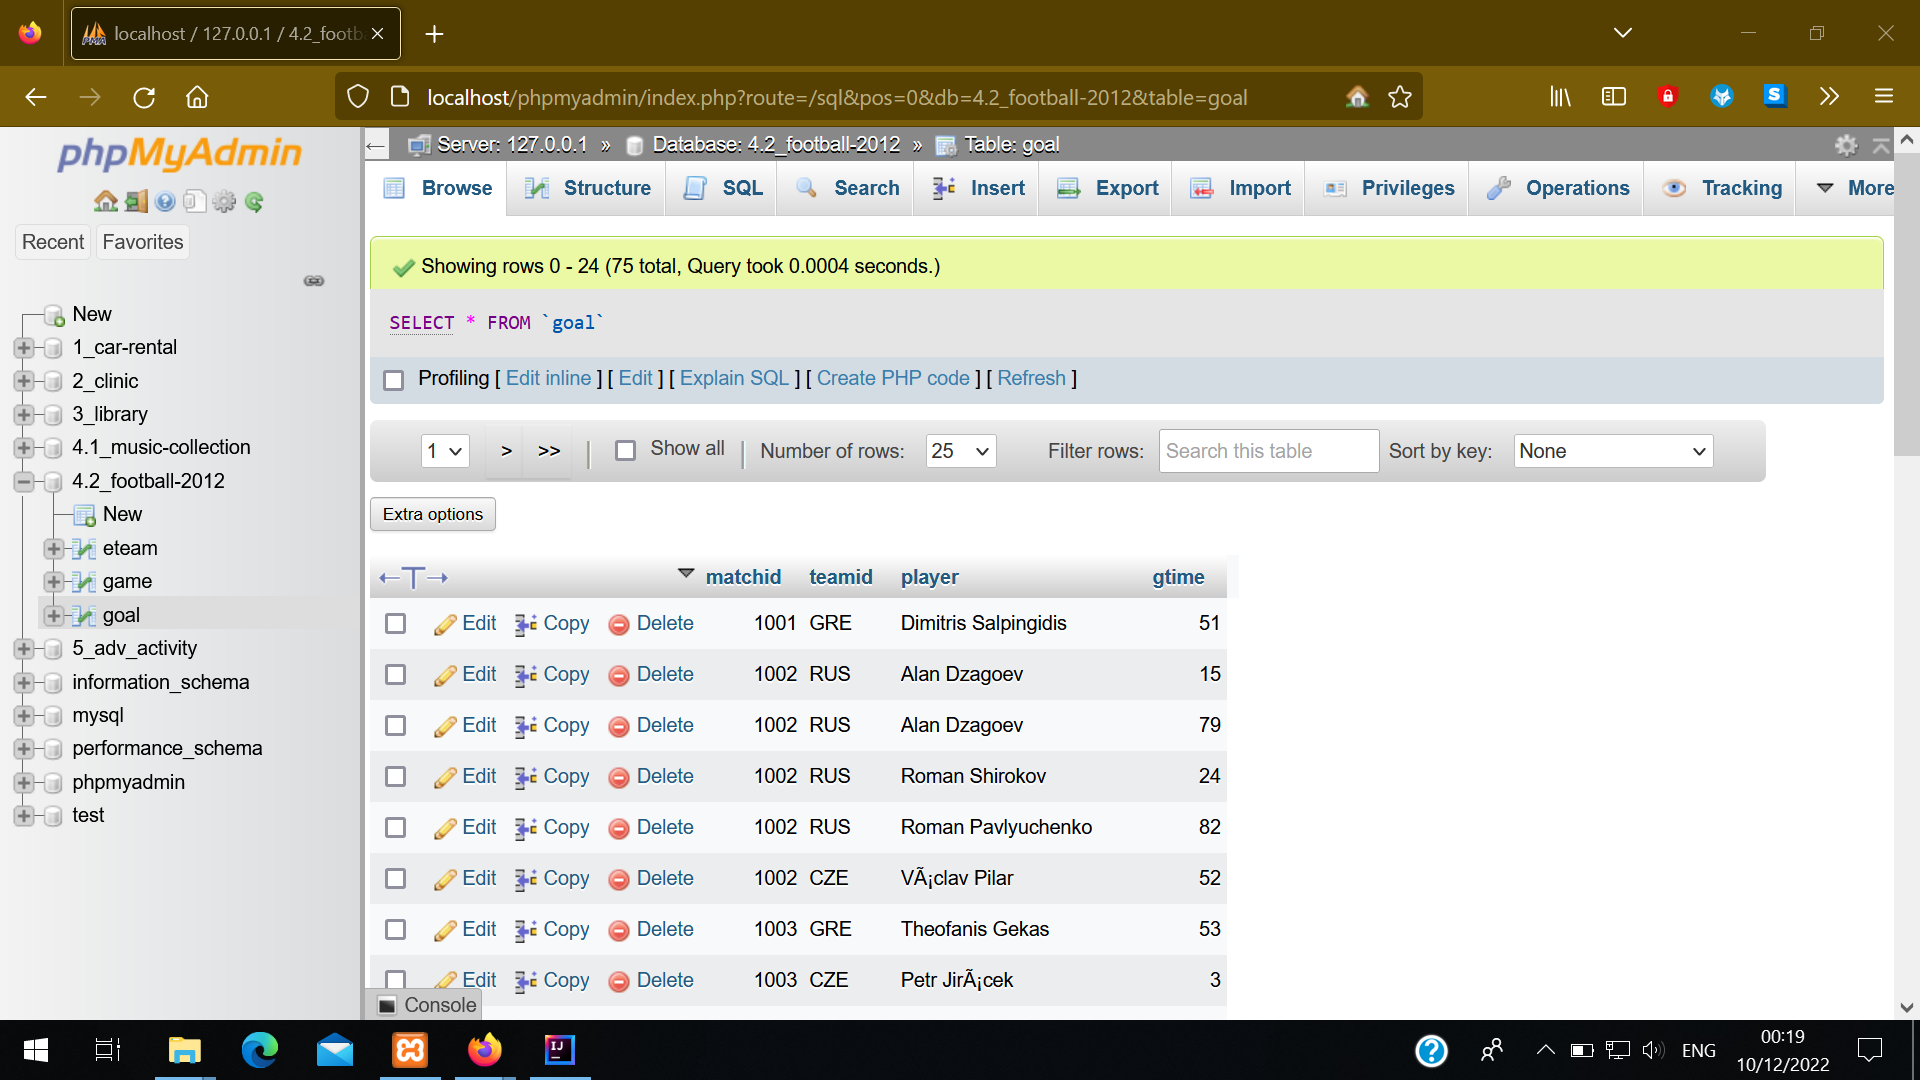 localhost / 127.0.0.1 / 4.2_footb
localhost/phpmyadmin/index.php?route=/sql&pos=0&db=4.2_football-2012&table=goal
phpMyAdmin
Recent Favorites
New
1_car-rental
2_clinic
3_library
4.1_music-collection
4.2_football-2012
New
eteam
game
goal
5_adv_activity
information_schema
mysql
performance_schema
phpmyadmin
test
Server: 127.0.0.1 » Database: 4.2_football-2012 » Table: goal
Browse Structure SQL Search Insert Export Import Privileges Operations Tracking More
Showing rows 0 - 24 (75 total, Query took 0.0004 seconds.)
SELECT * FROM `goal`
Profiling [ Edit inline ] [ Edit ] [ Explain SQL ] [ Create PHP code ] [ Refresh ]
1 > >> | Show all | Number of rows: 25 Filter rows: Search this table Sort by key: None
Extra options
←T→ matchid teamid player gtime
Edit Copy Delete 1001 GRE Dimitris Salpingidis 51
Edit Copy Delete 1002 RUS Alan Dzagoev 15
Edit Copy Delete 1002 RUS Alan Dzagoev 79
Edit Copy Delete 1002 RUS Roman Shirokov 24
Edit Copy Delete 1002 RUS Roman Pavlyuchenko 82
Edit Copy Delete 1002 CZE VÃ¡clav Pilar 52
Edit Copy Delete 1003 GRE Theofanis Gekas 53
Edit Copy Delete 1003 CZE Petr JirÃ¡cek 3
Console
ENG
00:19
10/12/2022